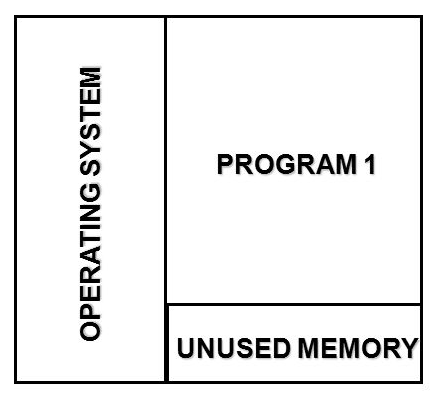 OPERATING SYSTEM
PROGRAM 1
UNUSED MEMORY